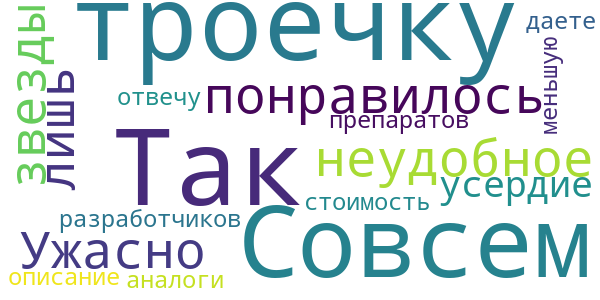 троечку
даете
звезды
лишь
меньшую
отвечу
понравилось
препаратов
Так
неудобное
усердие
стоимость
разработчиков
Совсем
Ужасно
описание
аналоги